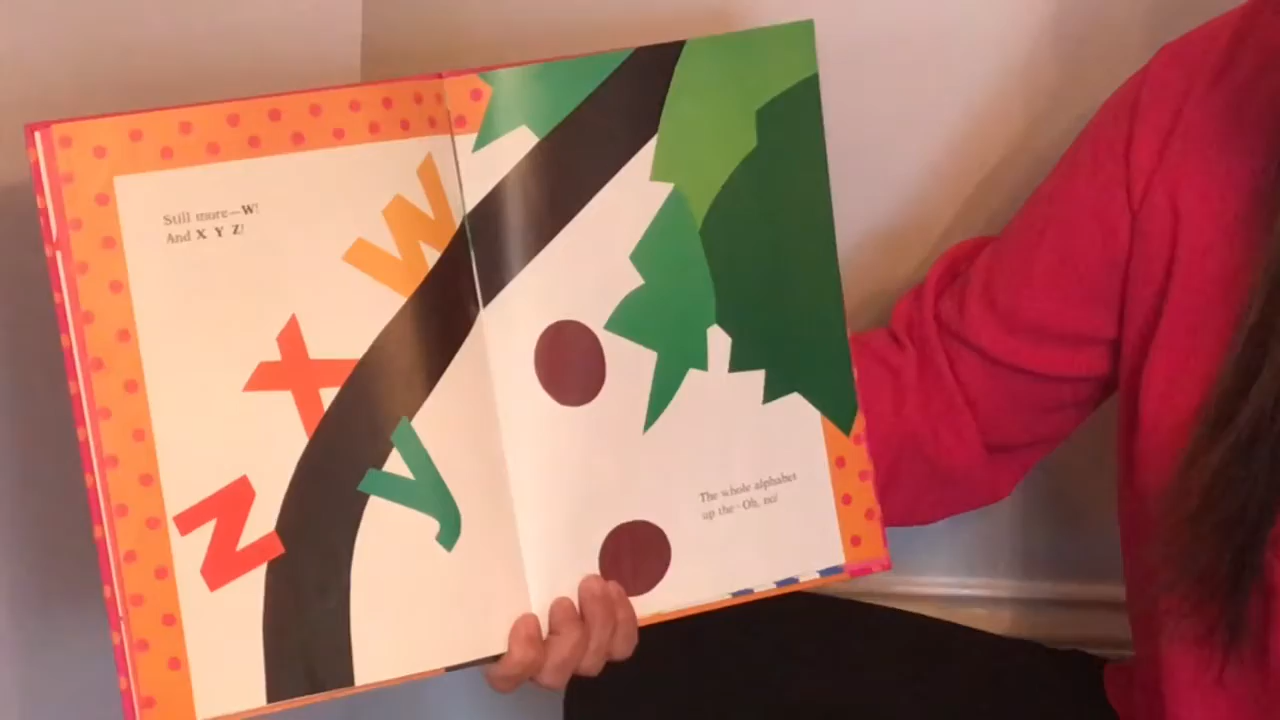 Still more—W!
And X Y Z!
w
x
y
z
The whole alphabet
up the—Oh, no!